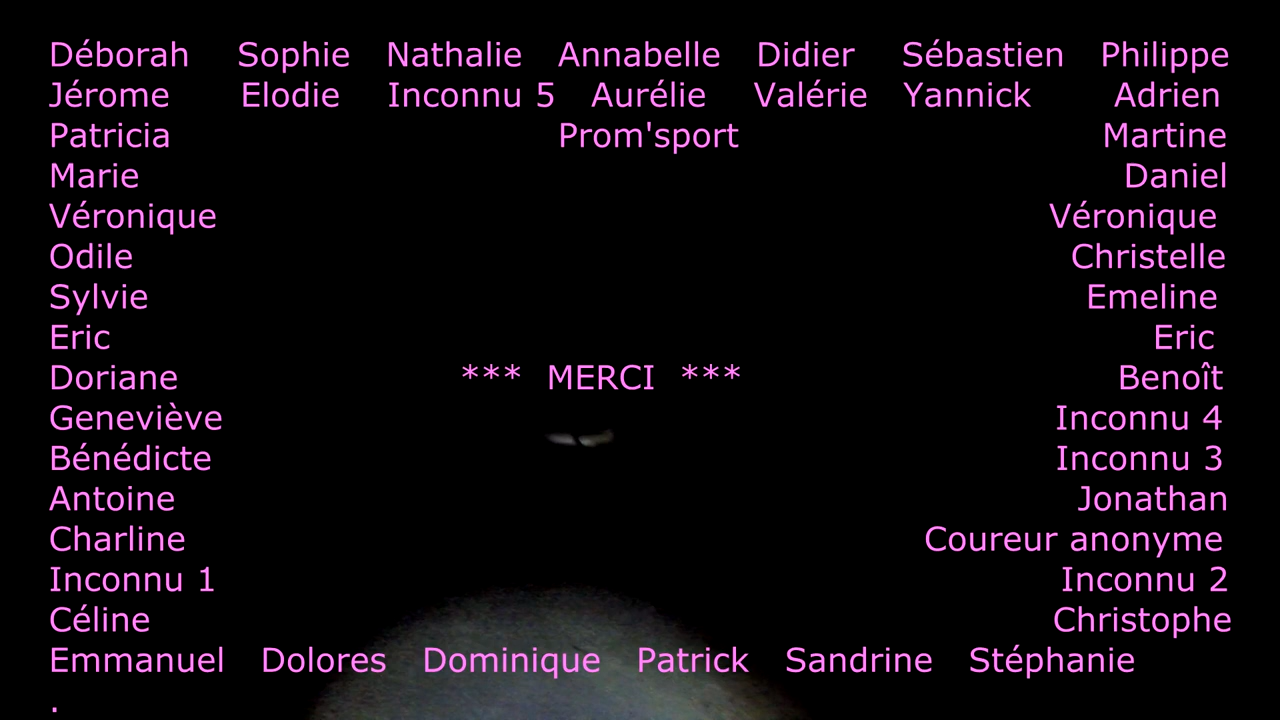 Déborah Sophie Nathalie Annabelle Didier Sébastien Philippe
Jérome Elodie Inconnu 5 Aurélie Valérie Yannick Adrien
Patricia Prom'sport Martine
Marie Daniel
Véronique Véronique
Odile Christelle
Sylvie Emeline
Eric Eric
Doriane *** MERCI *** Benoît
Geneviève Inconnu 4
Bénédicte Inconnu 3
Antoine Jonathan
Charline Coureur anonyme
Inconnu 1 Inconnu 2
Céline Christophe
Emmanuel Dolores Dominique Patrick Sandrine Stéphanie
.